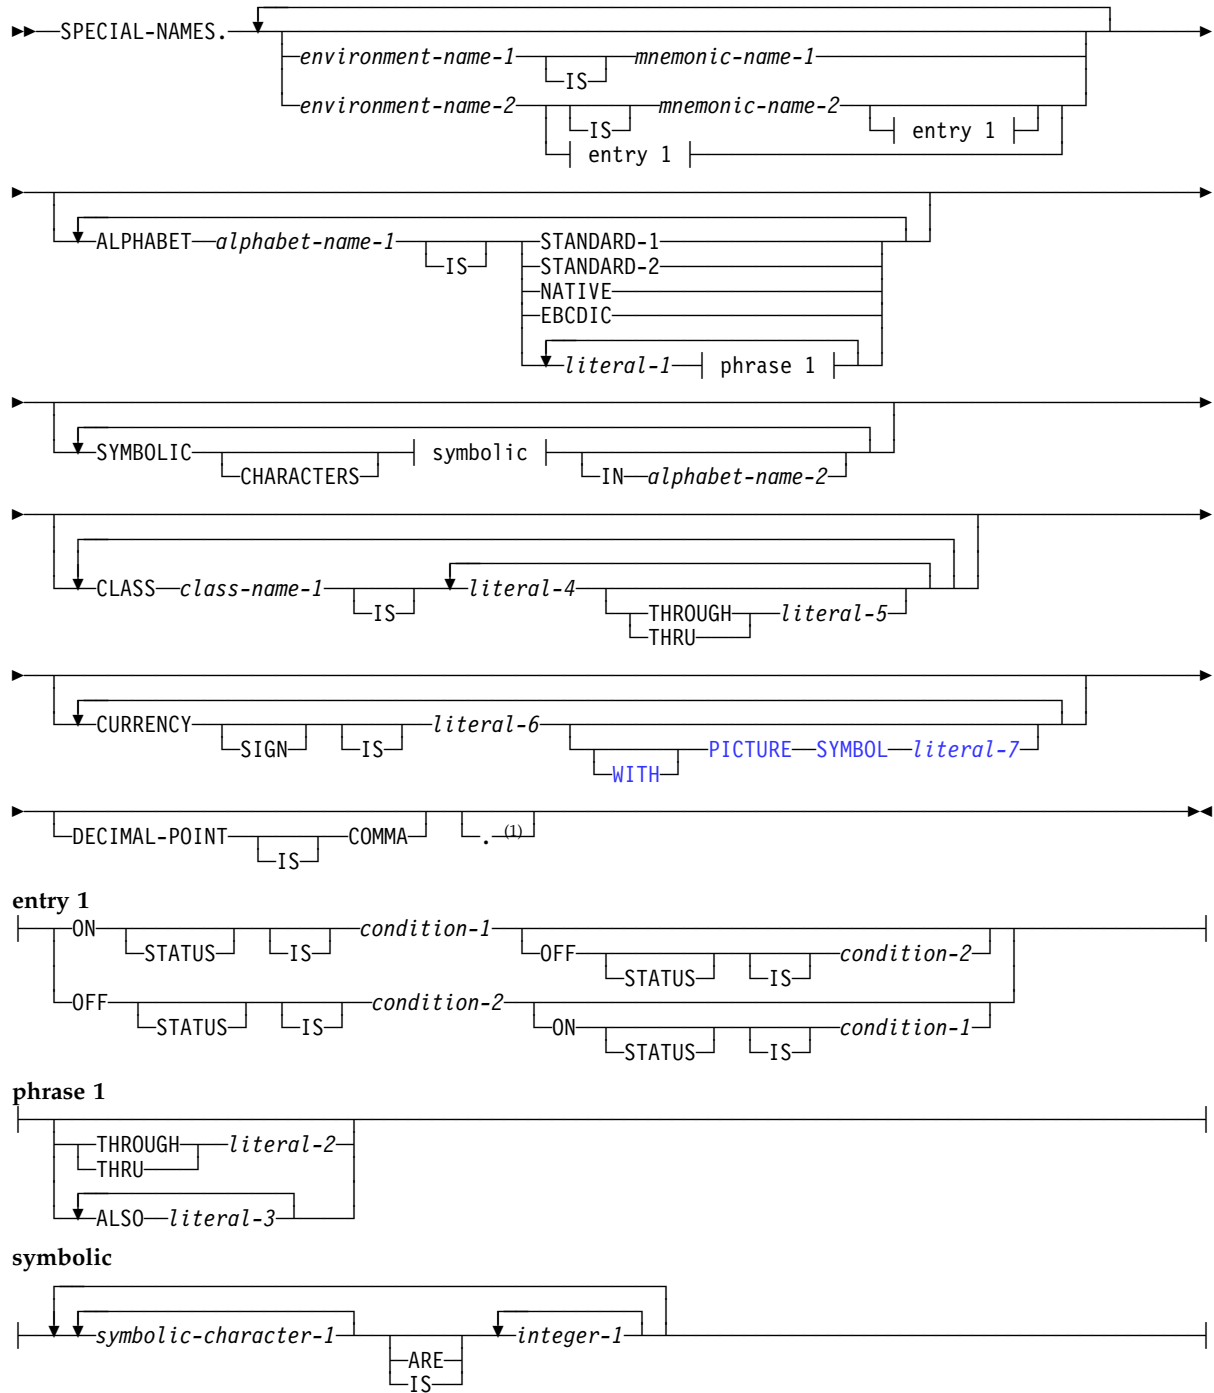 SPECIAL-NAMES.
environment-name-1 IS mnemonic-name-1
environment-name-2 IS mnemonic-name-2 entry 1
entry 1
ALPHABET alphabet-name-1 IS STANDARD-1
STANDARD-2
NATIVE
EBCDIC
literal-1 phrase 1
SYMBOLIC CHARACTERS symbolic IN alphabet-name-2
CLASS class-name-1 IS literal-4 THROUGH literal-5
THRU
CURRENCY SIGN IS literal-6 WITH PICTURE SYMBOL literal-7
DECIMAL-POINT IS COMMA . (1)
entry 1
ON STATUS IS condition-1 OFF STATUS IS condition-2
OFF STATUS IS condition-2 ON STATUS IS condition-1
phrase 1
THROUGH literal-2
THRU
ALSO literal-3
symbolic
symbolic-character-1 ARE integer-1
IS